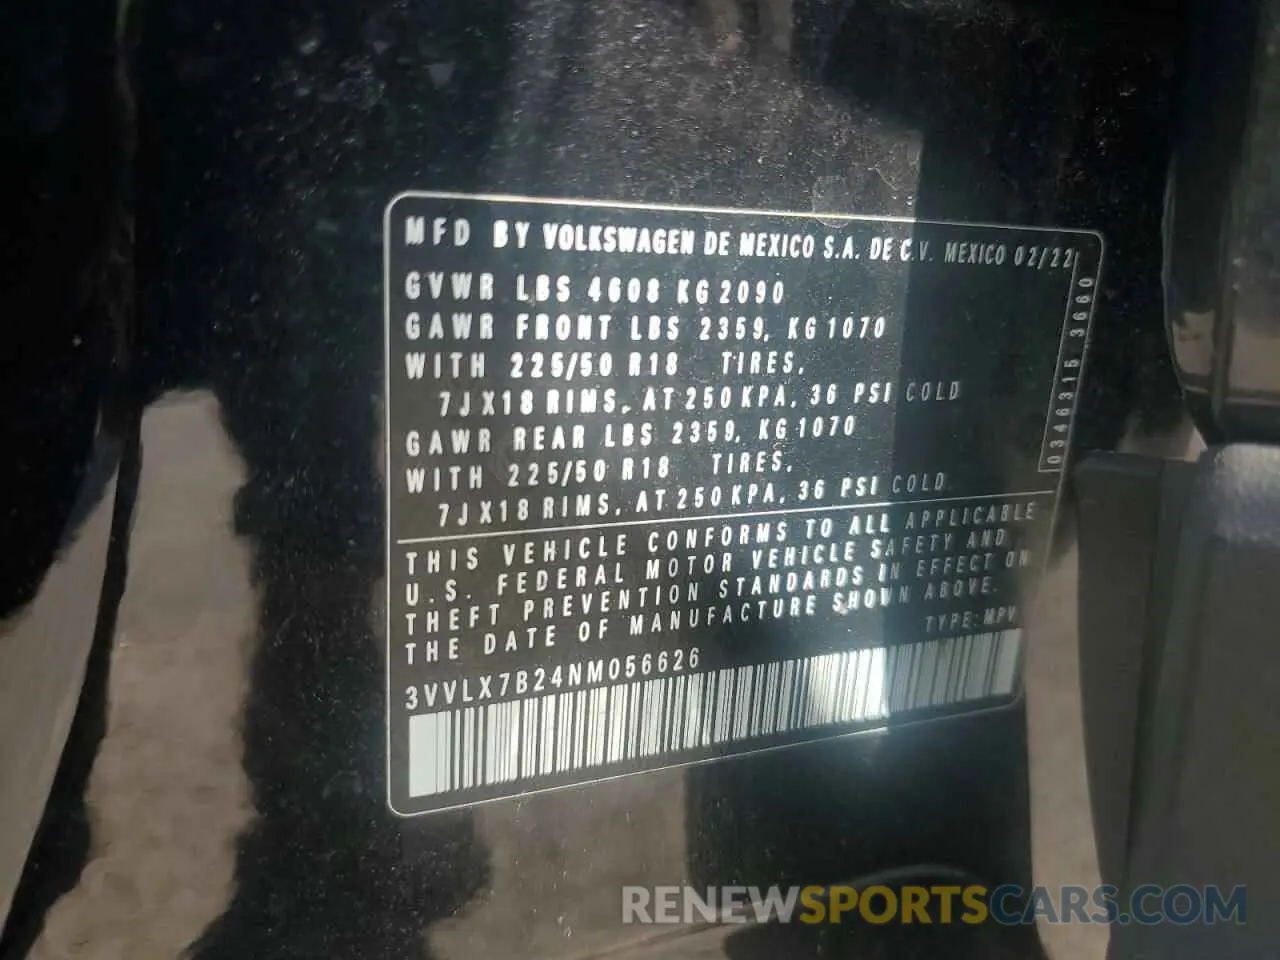 MFD BY VOLKSWAGEN DE MEXICO S.A. DE C.V. MEXICO 02/22
GVWR LBS 4608 KG 2090
GAWR FRONT LBS 2359, KG 1070
WITH 225/50 R18 TIRES,
7J X18 RIMS, AT 250 KPA, 36 PSI COLD
GAWR REAR LBS 2359, KG 1070
WITH 225/50 R18 TIRES,
7J X18 RIMS, AT 250 KPA, 36 PSI COLD
0346315 3660
THIS VEHICLE CONFORMS TO ALL APPLICABLE
U.S. FEDERAL MOTOR VEHICLE SAFETY AND
THEFT PREVENTION STANDARDS IN EFFECT ON
THE DATE OF MANUFACTURE SHOWN ABOVE.
TYPE: MPV
3VVLX7B24NM056626
RENEWSPORTSCARS.COM